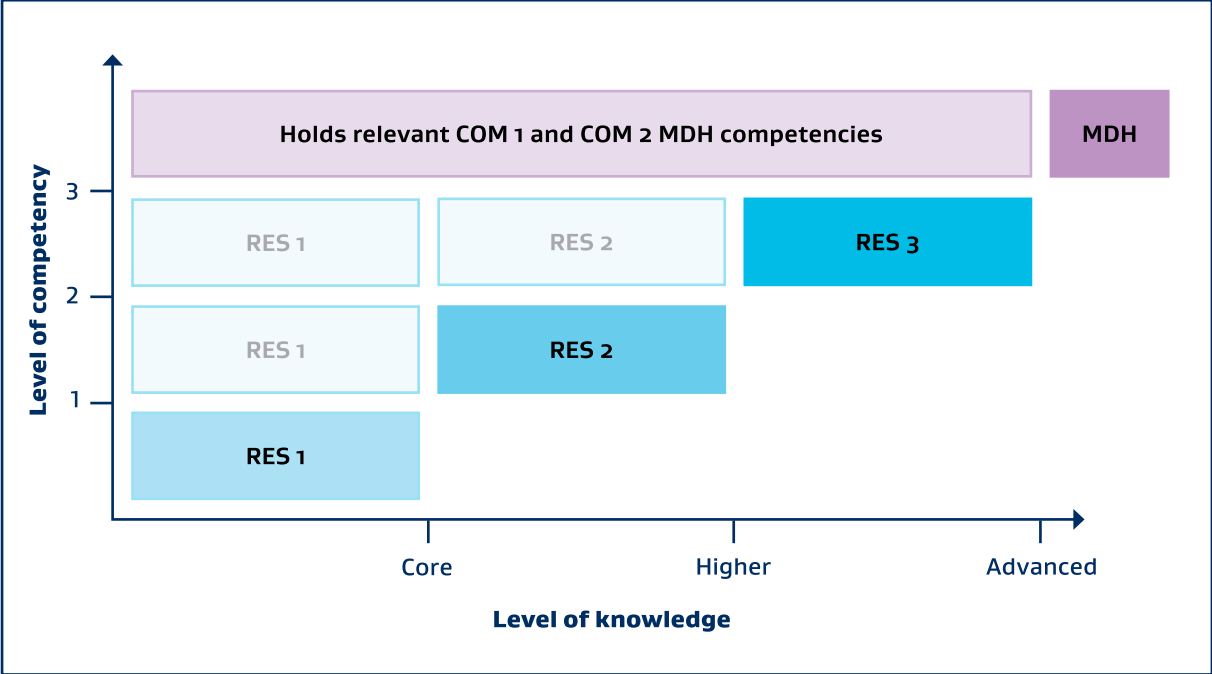 Holds relevant COM 1 and COM 2 MDH competencies
MDH
Level of competency
3
RES 1
RES 2
RES 3
2
RES 1
RES 2
1
RES 1
Core
Higher
Advanced
Level of knowledge